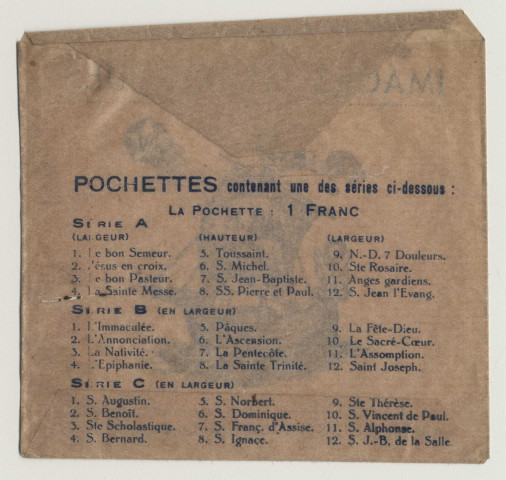 IMAG
POCHETTES contenant une des séries ci-dessous :
LA POCHETTE : 1 FRANC
SÉRIE A
(LARGEUR) (HAUTEUR) (LARGEUR)
1. Le bon Semeur. 5. Toussaint. 9. N.-D. 7 Douleurs.
2. Jésus en croix. 6. S. Michel. 10. Ste Rosaire.
3. Le bon Pasteur. 7. S. Jean-Baptiste. 11. Anges gardiens.
4. La Sainte Messe. 8. SS. Pierre et Paul. 12. S. Jean l'Evang.
SÉRIE B (EN LARGEUR)
1. L'Immaculée. 5. Pâques. 9. La Fête-Dieu.
2. L'Annonciation. 6. L'Ascension. 10. Le Sacré-Cœur.
3. La Nativité. 7. La Pentecôte. 11. L'Assomption.
4. L'Epiphanie. 8. La Sainte Trinité. 12. Saint Joseph.
SÉRIE C (EN LARGEUR)
1. S. Augustin. 5. S. Norbert. 9. Ste Thérèse.
2. S. Benoît. 6. S. Dominique. 10. S. Vincent de Paul.
3. Ste Scholastique. 7. S. Franç. d'Assise. 11. S. Alphonse.
4. S. Bernard. 8. S. Ignace. 12. S. J.-B. de la Salle.